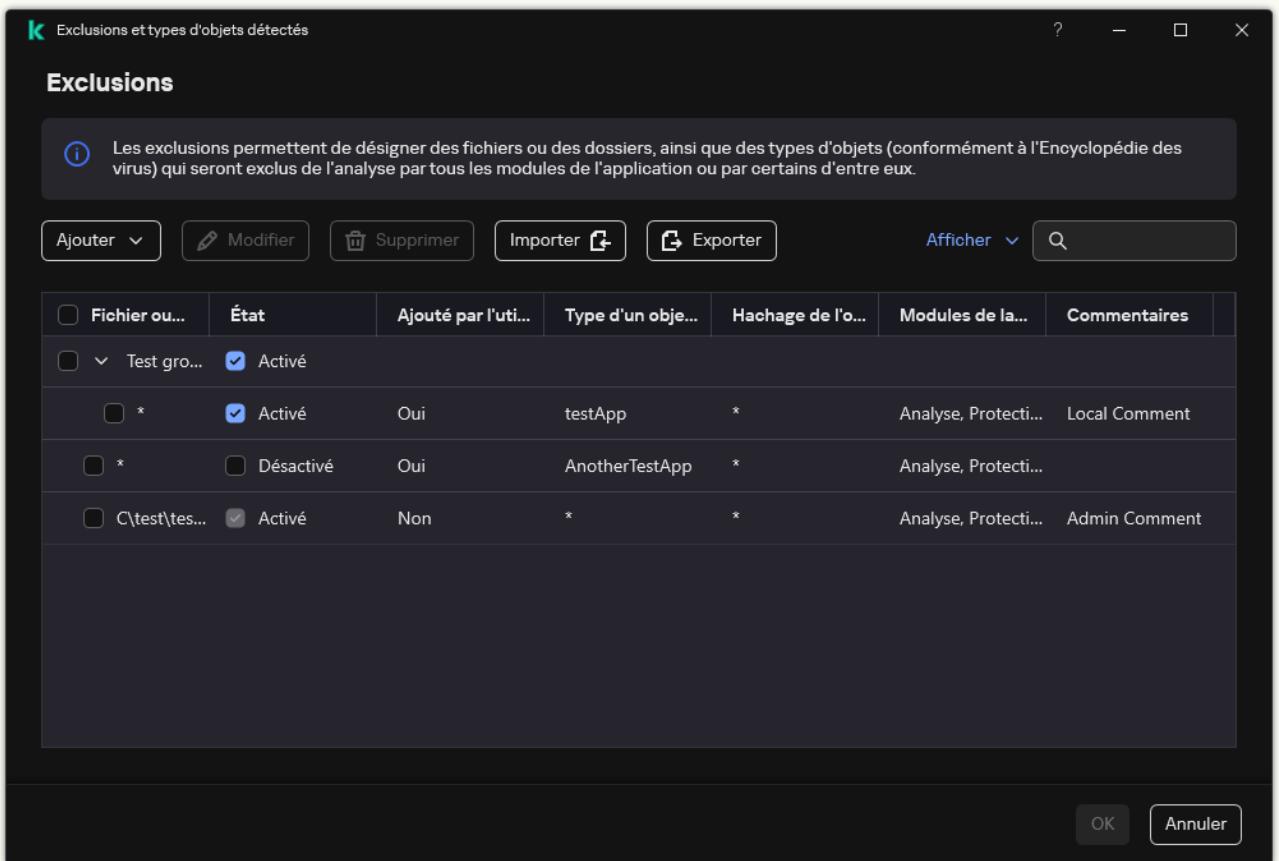 Exclusions et types d'objets détectés
?
Exclusions
Les exclusions permettent de désigner des fichiers ou des dossiers, ainsi que des types d'objets (conformément à l'Encyclopédie des
virus) qui seront exclus de l'analyse par tous les modules de l'application ou par certains d'entre eux.
Ajouter Modifier Supprimer Importer Exporter Afficher
Fichier ou... État Ajouté par l'uti... Type d'un obje... Hachage de l'o... Modules de la... Commentaires
Test gro... Activé
* Activé Oui testApp * Analyse, Protecti... Local Comment
* Désactivé Oui AnotherTestApp * Analyse, Protecti...
C\test\tes... Activé Non * * Analyse, Protecti... Admin Comment
OK Annuler